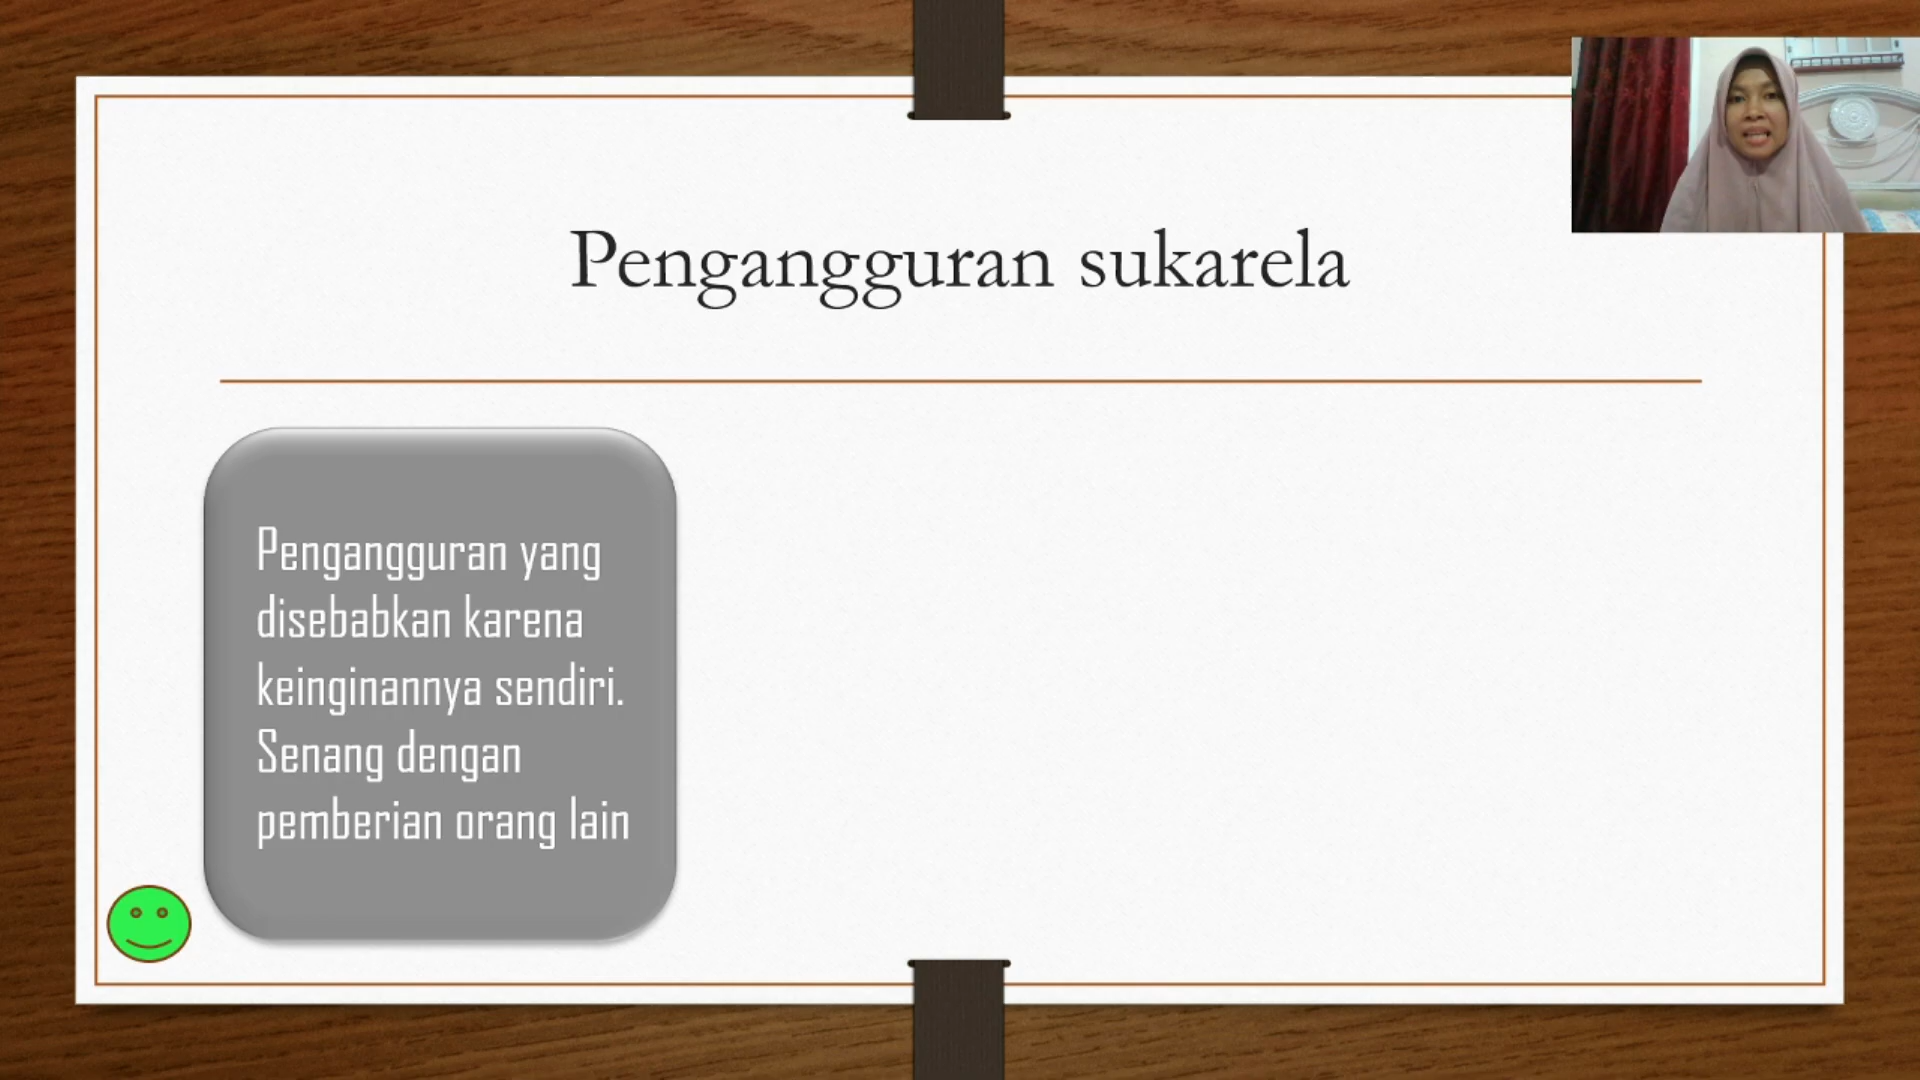 Pengangguran sukarela
Pengangguran yang
disebabkan karena
keinginannya sendiri.
Senang dengan
pemberian orang lain